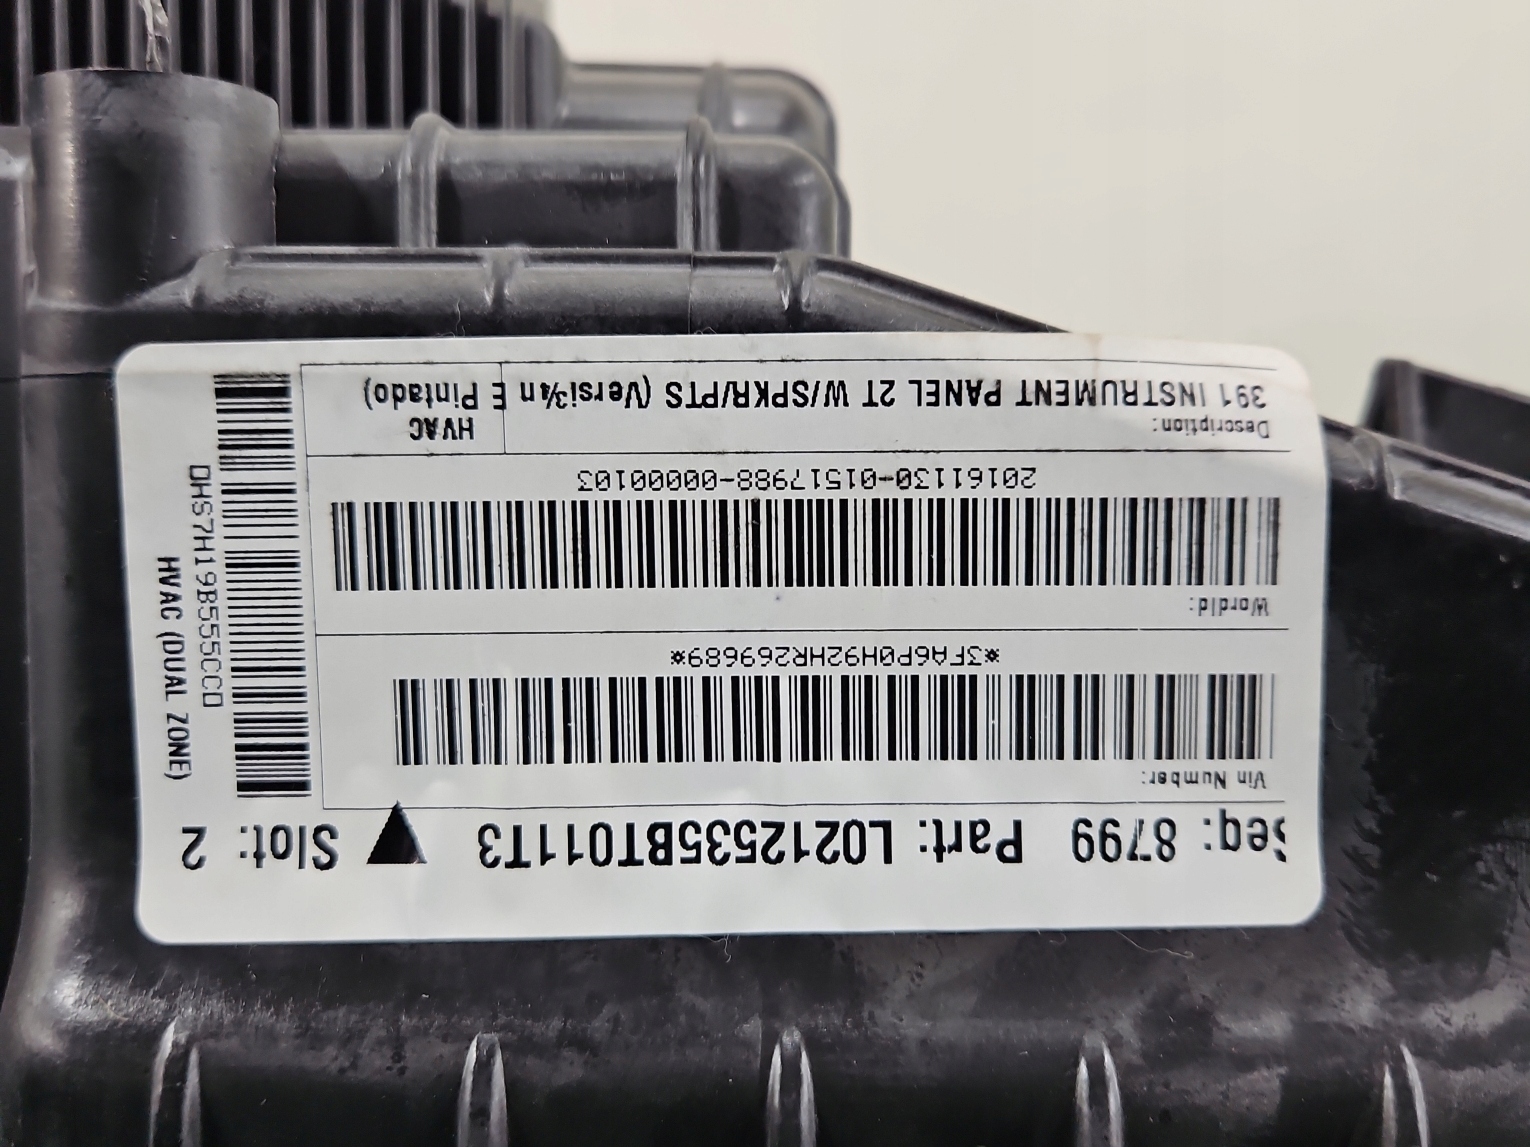 Seq: 8799 Part: L0212535BT011T3 Slot: 2
Vin Number:
*3FA6P0H92HR269689*
WordId:
20161130-01517988-00000103
Description: HVAC
391 INSTRUMENT PANEL 2T W/SPKR/PTS (Versi¾n E Pintado)
DHS7H19B555CCD
HVAC (DUAL ZONE)